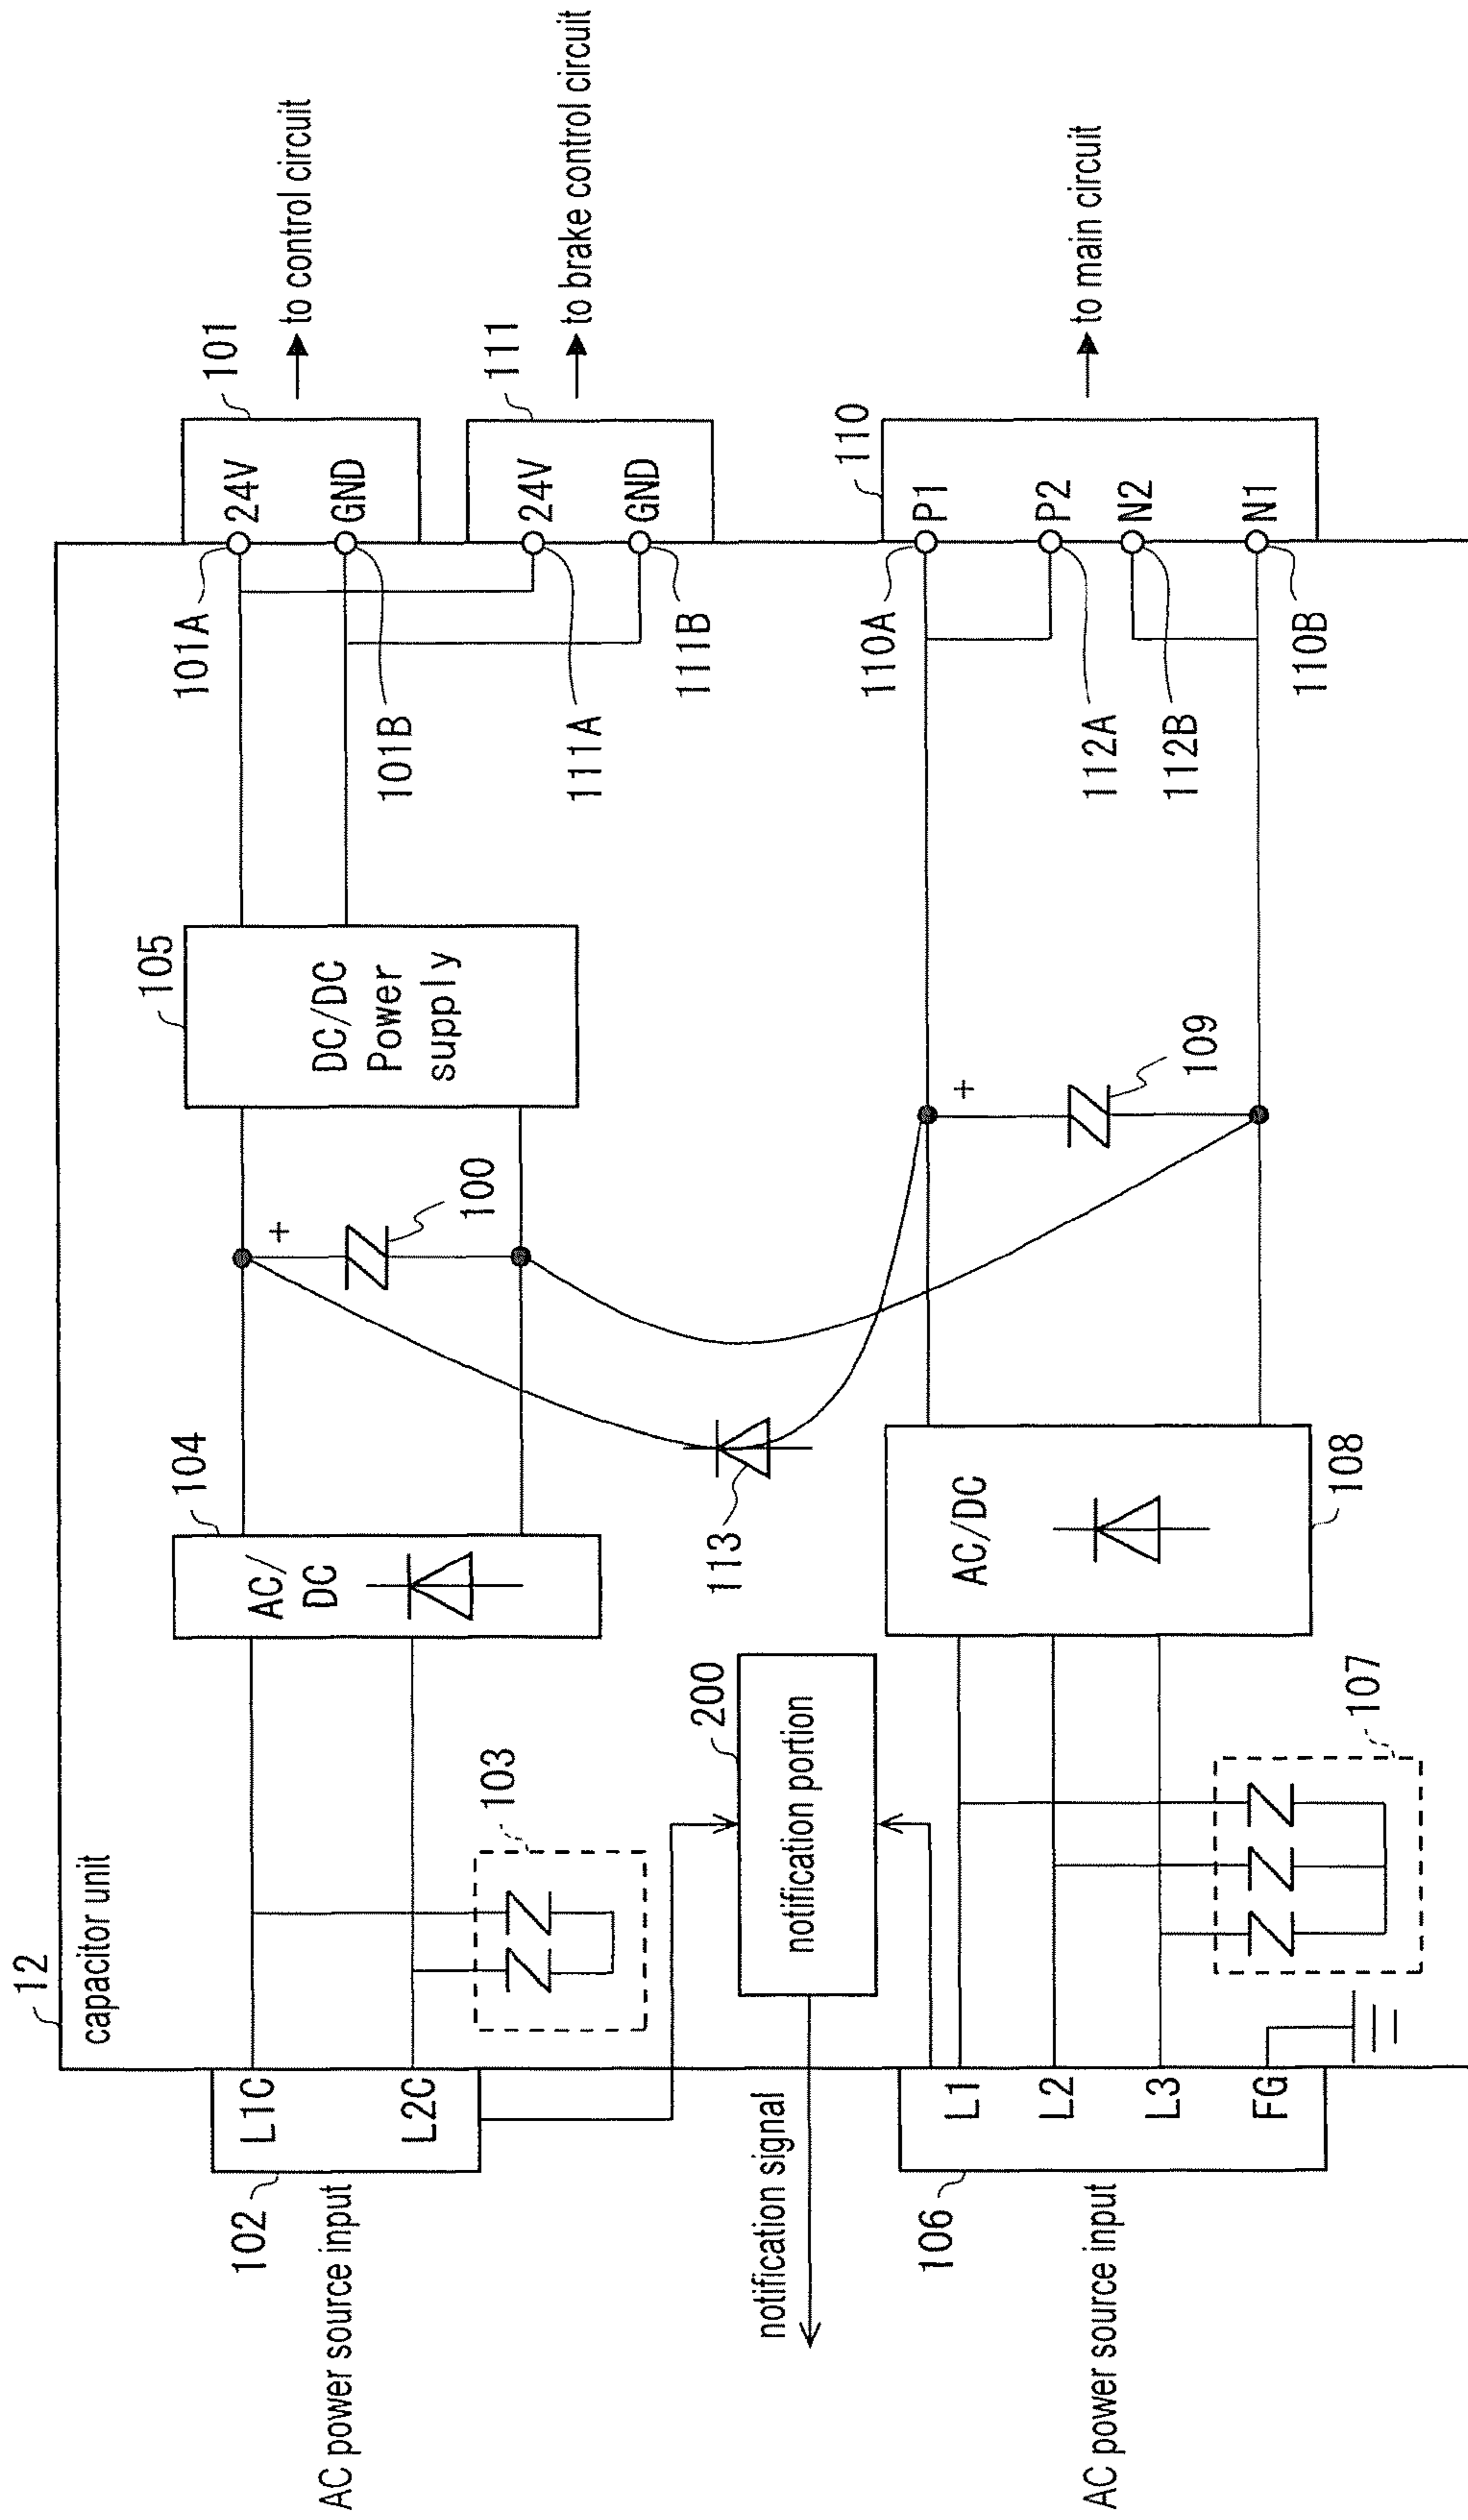 12
capacitor unit
102
L1C
L2C
AC power source input
103
104
AC/
DC
100
+
105
DC/DC
Power
supply
101A
101B
101
24V
GND
to control circuit
111A
111B
111
24V
GND
to brake control circuit
113
200
notification portion
notification signal
106
L1
L2
L3
FG
AC power source input
107
108
AC/DC
109
+
110A
112A
112B
110B
110
P1
P2
N2
N1
to main circuit